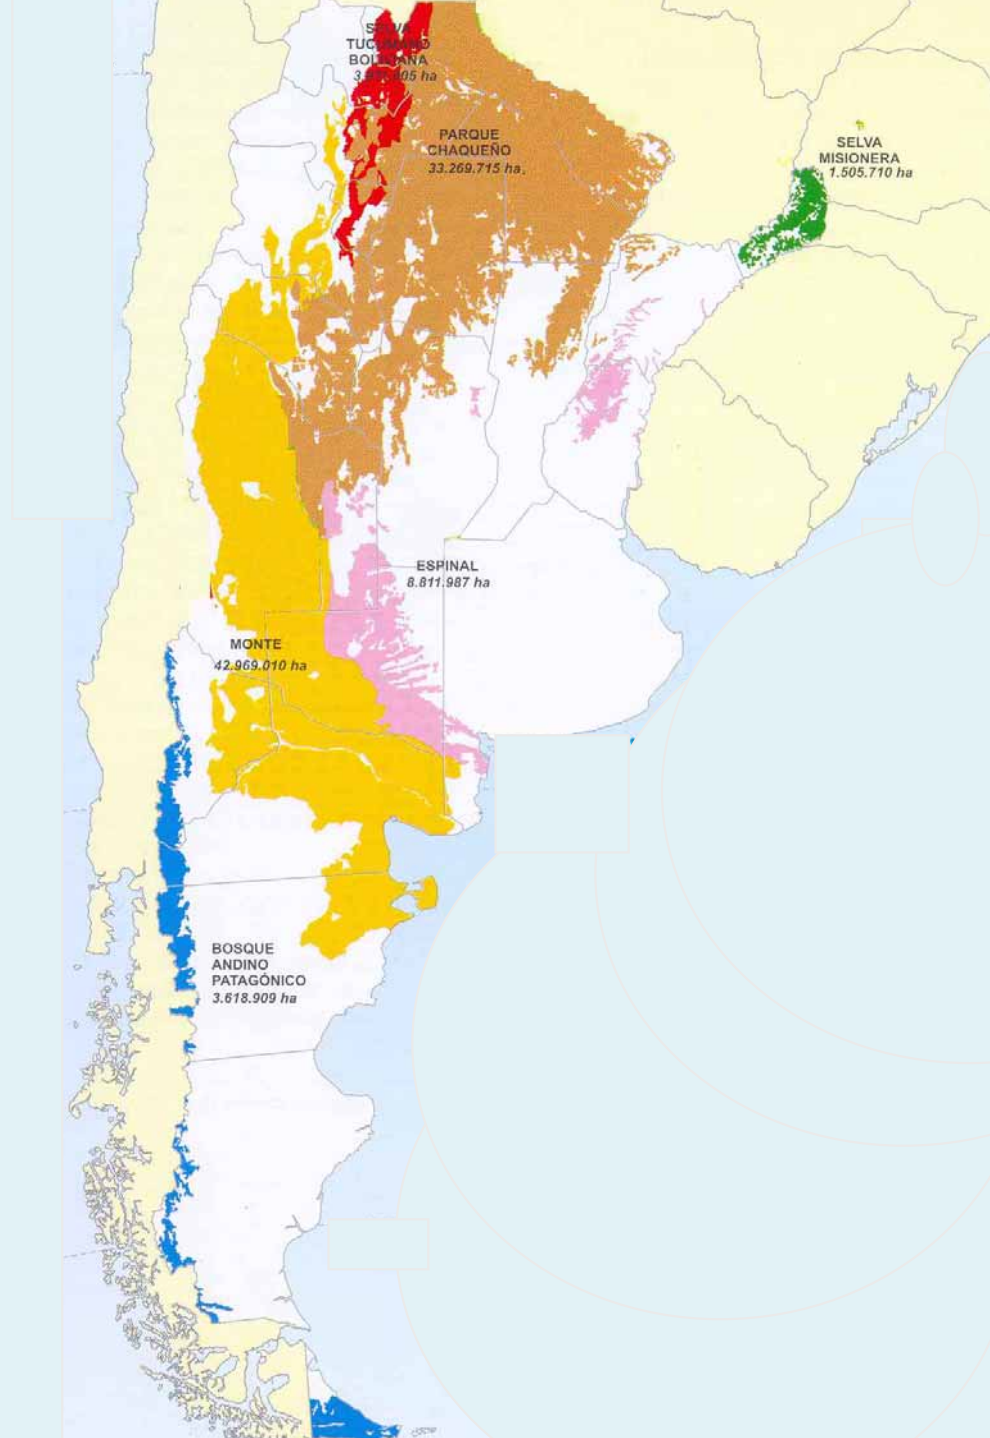 SELVA
TUCUMANO
BOLIVIANA
ha
PARQUE
CHAQUEÑO
33.269.715 ha.
SELVA
MISIONERA
1.505.710 ha
ESPINAL
8.811.987 ha
MONTE
42.969.010 ha
BOSQUE
ANDINO
PATAGÓNICO
3.618.909 ha